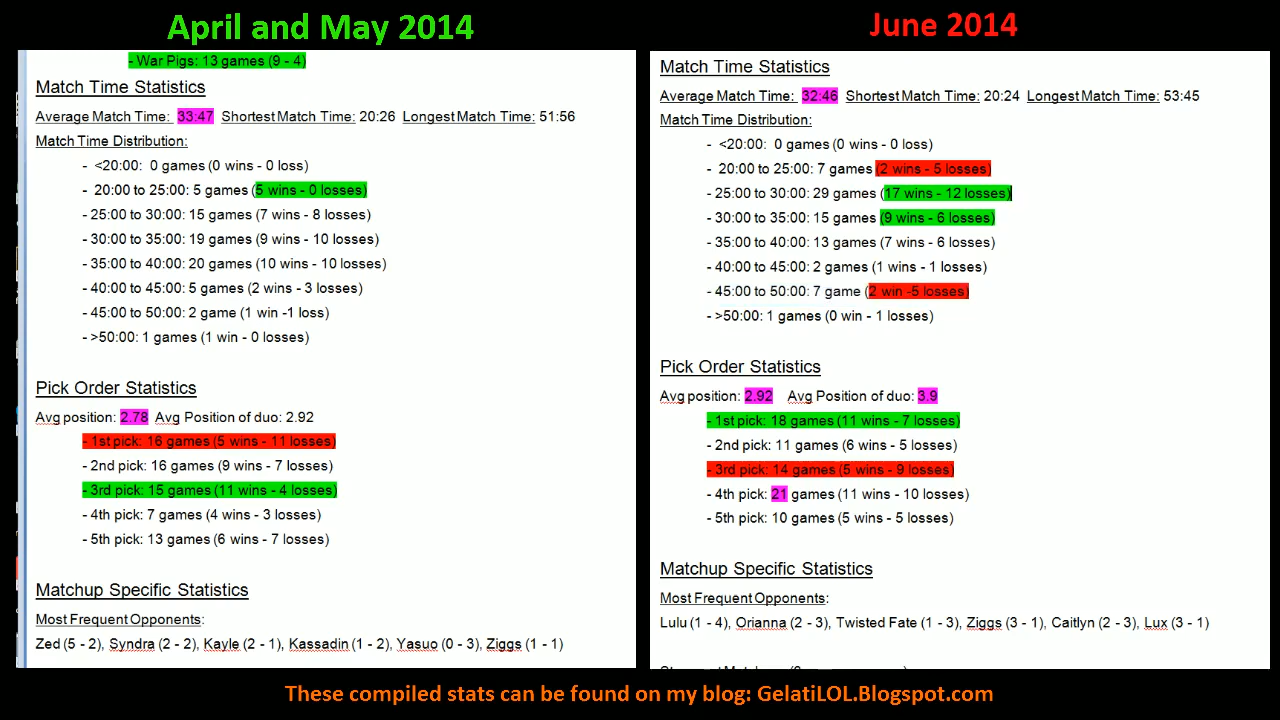 April and May 2014
- War Pigs: 13 games (9 - 4)
Match Time Statistics
Average Match Time: 33:47 Shortest Match Time: 20:26 Longest Match Time: 51:56
Match Time Distribution:
- <20:00: 0 games (0 wins - 0 loss)
- 20:00 to 25:00: 5 games (5 wins - 0 losses)
- 25:00 to 30:00: 15 games (7 wins - 8 losses)
- 30:00 to 35:00: 19 games (9 wins - 10 losses)
- 35:00 to 40:00: 20 games (10 wins - 10 losses)
- 40:00 to 45:00: 5 games (2 wins - 3 losses)
- 45:00 to 50:00: 2 game (1 win -1 loss)
- >50:00: 1 games (1 win - 0 losses)
Pick Order Statistics
Avg position: 2.78 Avg Position of duo: 2.92
- 1st pick: 16 games (5 wins - 11 losses)
- 2nd pick: 16 games (9 wins - 7 losses)
- 3rd pick: 15 games (11 wins - 4 losses)
- 4th pick: 7 games (4 wins - 3 losses)
- 5th pick: 13 games (6 wins - 7 losses)
Matchup Specific Statistics
Most Frequent Opponents:
Zed (5 - 2), Syndra (2 - 2), Kayle (2 - 1), Kassadin (1 - 2), Yasuo (0 - 3), Ziggs (1 - 1)
June 2014
Match Time Statistics
Average Match Time: 32:46 Shortest Match Time: 20:24 Longest Match Time: 53:45
Match Time Distribution:
- <20:00: 0 games (0 wins - 0 loss)
- 20:00 to 25:00: 7 games (2 wins - 5 losses)
- 25:00 to 30:00: 29 games (17 wins - 12 losses)
- 30:00 to 35:00: 15 games (9 wins - 6 losses)
- 35:00 to 40:00: 13 games (7 wins - 6 losses)
- 40:00 to 45:00: 2 games (1 wins - 1 losses)
- 45:00 to 50:00: 7 game (2 win -5 losses)
- >50:00: 1 games (0 win - 1 losses)
Pick Order Statistics
Avg position: 2.92 Avg Position of duo: 3.9
- 1st pick: 18 games (11 wins - 7 losses)
- 2nd pick: 11 games (6 wins - 5 losses)
- 3rd pick: 14 games (5 wins - 9 losses)
- 4th pick: 21 games (11 wins - 10 losses)
- 5th pick: 10 games (5 wins - 5 losses)
Matchup Specific Statistics
Most Frequent Opponents:
Lulu (1 - 4), Orianna (2 - 3), Twisted Fate (1 - 3), Ziggs (3 - 1), Caitlyn (2 - 3), Lux (3 - 1)
These compiled stats can be found on my blog: GelatiLOL.Blogspot.com